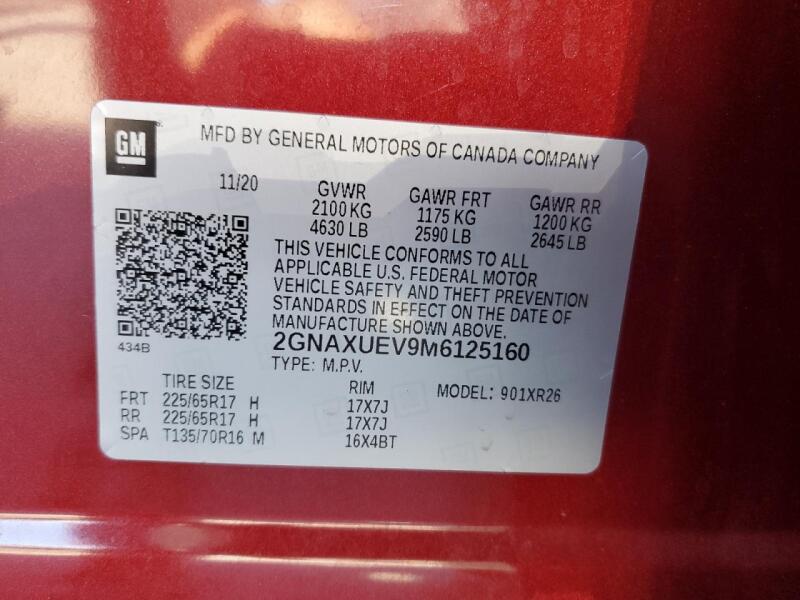 GM
MFD BY GENERAL MOTORS OF CANADA COMPANY
11/20 GVWR GAWR FRT GAWR RR
2100 KG 1175 KG 1200 KG
4630 LB 2590 LB 2645 LB
THIS VEHICLE CONFORMS TO ALL
APPLICABLE U.S. FEDERAL MOTOR
VEHICLE SAFETY AND THEFT PREVENTION
STANDARDS IN EFFECT ON THE DATE OF
MANUFACTURE SHOWN ABOVE.
434B 2GNAXUEV9M6125160
TYPE: M.P.V.
TIRE SIZE RIM MODEL: 901XR26
FRT 225/65R17 H 17X7J
RR 225/65R17 H 17X7J
SPA T135/70R16 M 16X4BT